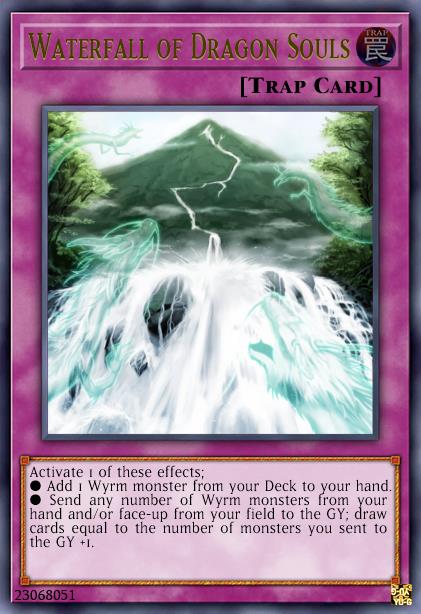 WATERFALL OF DRAGON SOULS
TRAP
罠
[TRAP CARD]
Activate 1 of these effects;
● Add 1 Wyrm monster from your Deck to your hand.
● Send any number of Wyrm monsters from your
hand and/or face-up from your field to the GY; draw
cards equal to the number of monsters you sent to
the GY +1.
23068051